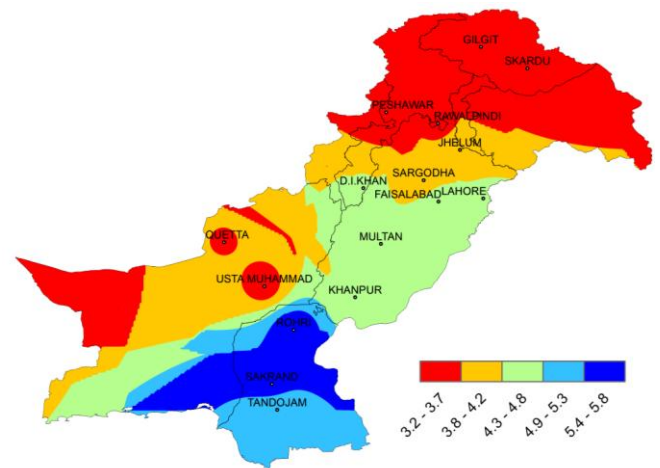 GILGIT
SKARDU
PESHAWAR
RAWALPINDI
JHELUM
SARGODHA
D.I.KHAN
FAISALABAD
LAHORE
QUETTA
MULTAN
USTA MUHAMMAD
KHANPUR
ROHRI
SAKRAND
TANDOJAM
3.2 - 3.7
3.8 - 4.2
4.3 - 4.8
4.9 - 5.3
5.4 - 5.8